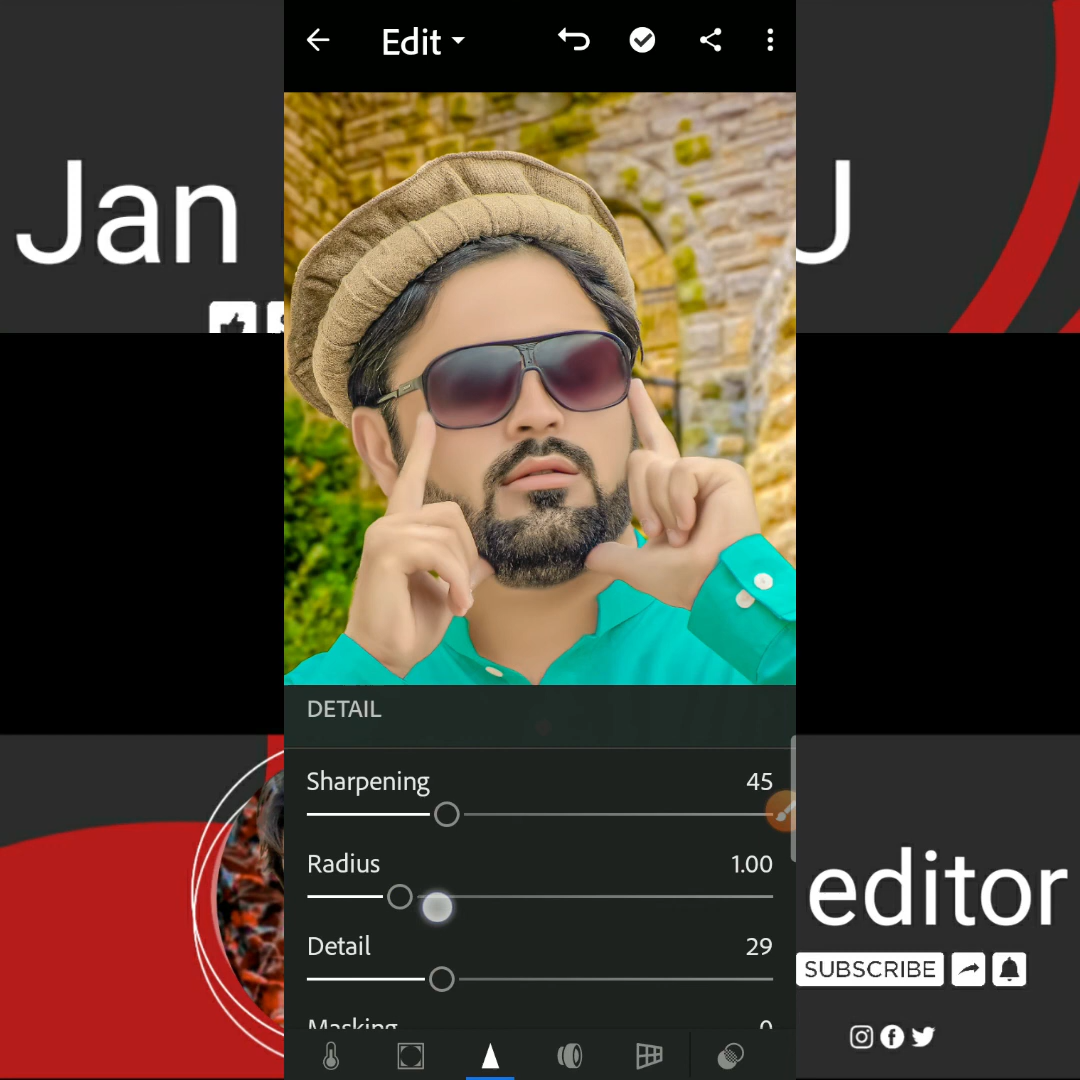 Edit
Jan
J
DETAIL
Sharpening 45
Radius 1.00
Detail 29
Masking 0
editor
SUBSCRIBE